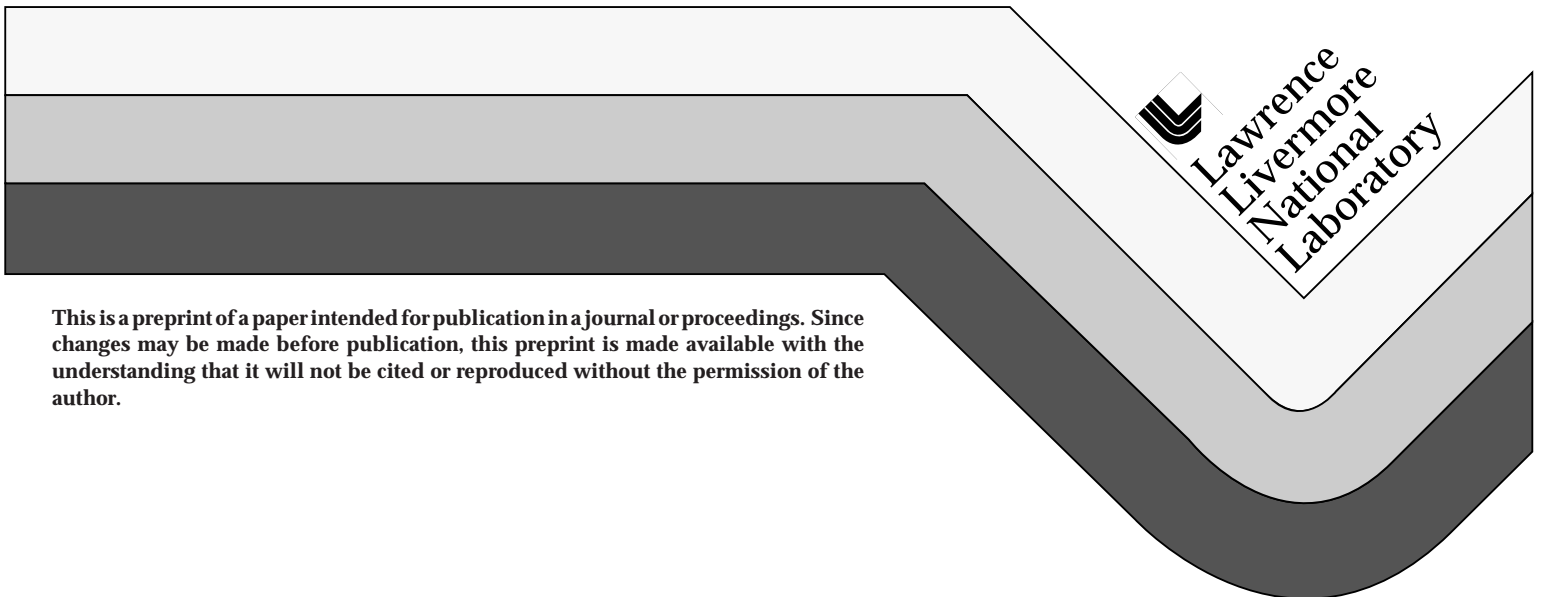 Lawrence
Livermore
National
Laboratory
This is a preprint of a paper intended for publication in a journal or proceedings. Since
changes may be made before publication, this preprint is made available with the
understanding that it will not be cited or reproduced without the permission of the
author.